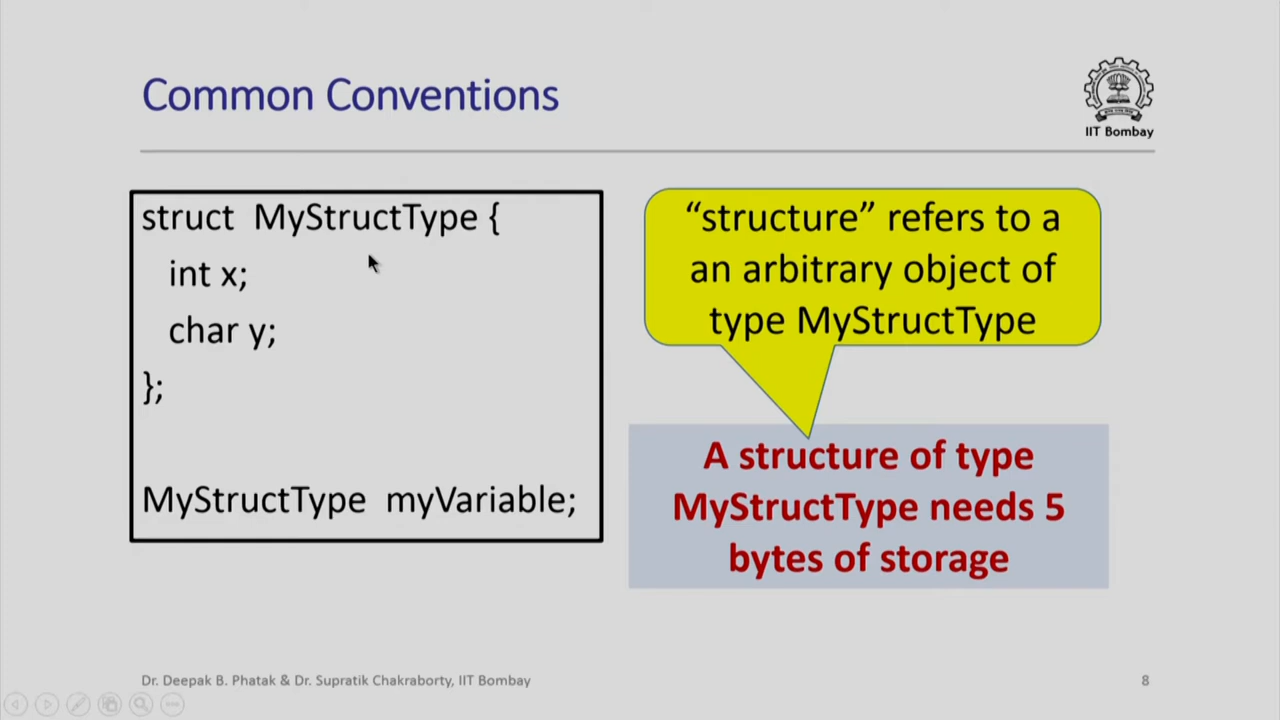 Common Conventions
IIT Bombay
struct MyStructType {
int x;
char y;
};
MyStructType myVariable;
“structure” refers to a
an arbitrary object of
type MyStructType
A structure of type
MyStructType needs 5
bytes of storage
Dr. Deepak B. Phatak & Dr. Supratik Chakraborty, IIT Bombay
8